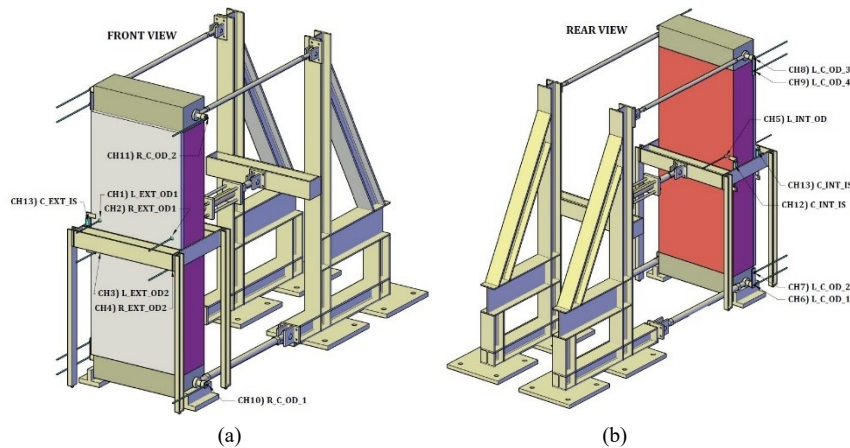 FRONT VIEW
CH11) R_C_OD_2
CH13) C_EXT_IS
CH1) L_EXT_OD1
CH2) R_EXT_OD1
CH3) L_EXT_OD2
CH4) R_EXT_OD2
CH10) R_C_OD_1
(a)
REAR VIEW
CH8) L_C_OD_3
CH9) L_C_OD_4
CH5) L_INT_OD
CH13) C_INT_IS
CH12) C_INT_IS
CH7) L_C_OD_2
CH6) L_C_OD_1
(b)